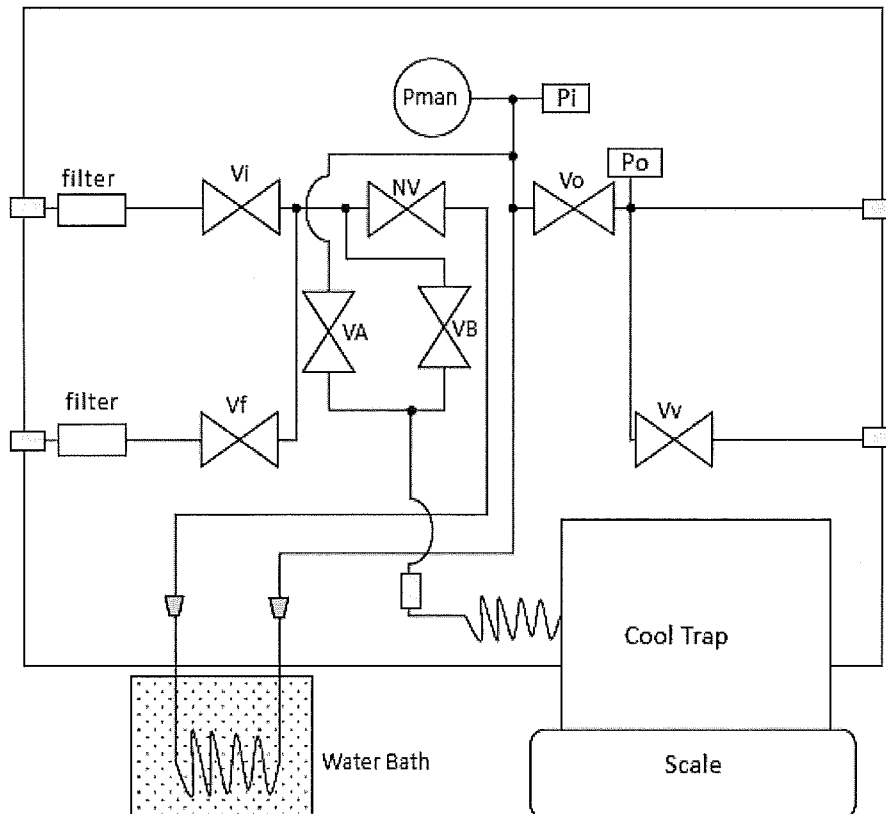 Pman
Pi
filter
Vi
NV
Vo
Po
VA
VB
filter
Vf
Vv
Cool Trap
Water Bath
Scale